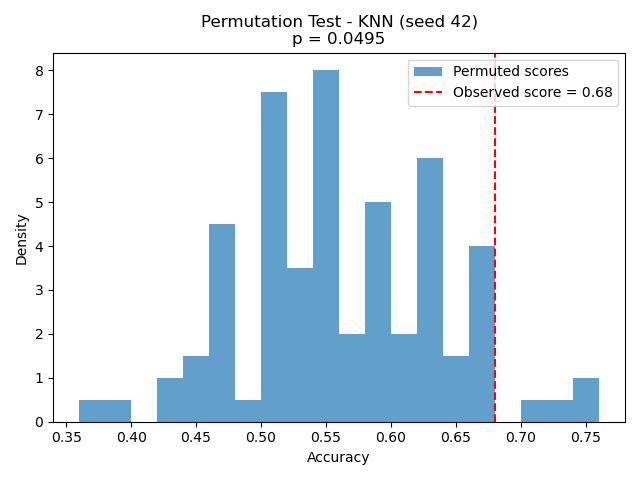 Permutation Test - KNN (seed 42)
p = 0.0495
Permuted scores
Observed score = 0.68
Density
8
7
6
5
4
3
2
1
0
0.35 0.40 0.45 0.50 0.55 0.60 0.65 0.70 0.75
Accuracy